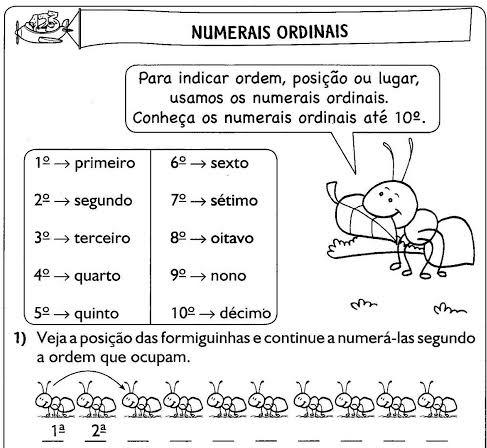 NUMERAIS ORDINAIS
Para indicar ordem, posição ou lugar,
usamos os numerais ordinais.
Conheça os numerais ordinais até 10º.
1º → primeiro
2º → segundo
3º → terceiro
4º → quarto
5º → quinto
6º → sexto
7º → sétimo
8º → oitavo
9º → nono
10º → décimo
1) Veja a posição das formiguinhas e continue a numerá-las segundo
a ordem que ocupam.
1ª 2ª